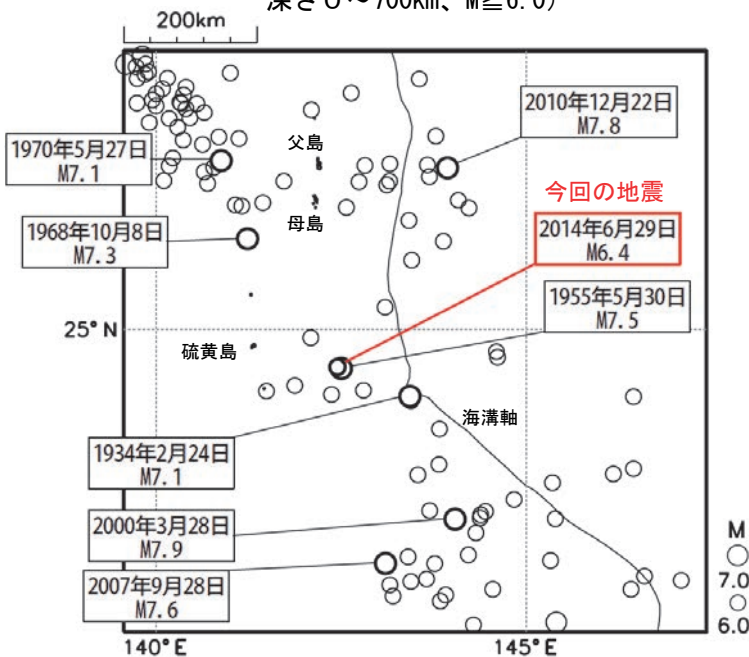 深さ0～700km、M≧6.0）
200km
2010年12月22日
M7.8
父島
1970年5月27日
M7.1
今回の地震
母島
2014年6月29日
M6.4
1968年10月8日
M7.3
1955年5月30日
M7.5
25°N
硫黄島
海溝軸
1934年2月24日
M7.1
2000年3月28日
M7.9
M
7.0
6.0
2007年9月28日
M7.6
140°E
145°E